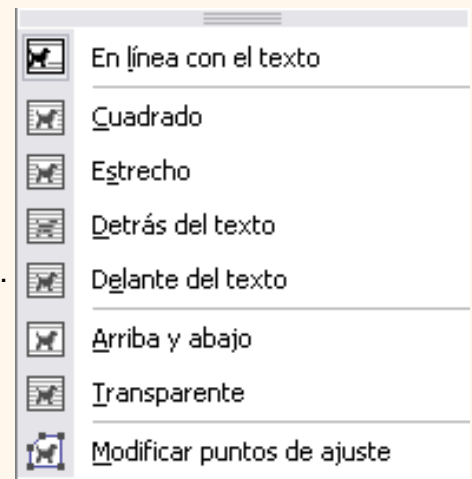 En línea con el texto
Cuadrado
Estrecho
Detrás del texto
Delante del texto
Arriba y abajo
Transparente
Modificar puntos de ajuste